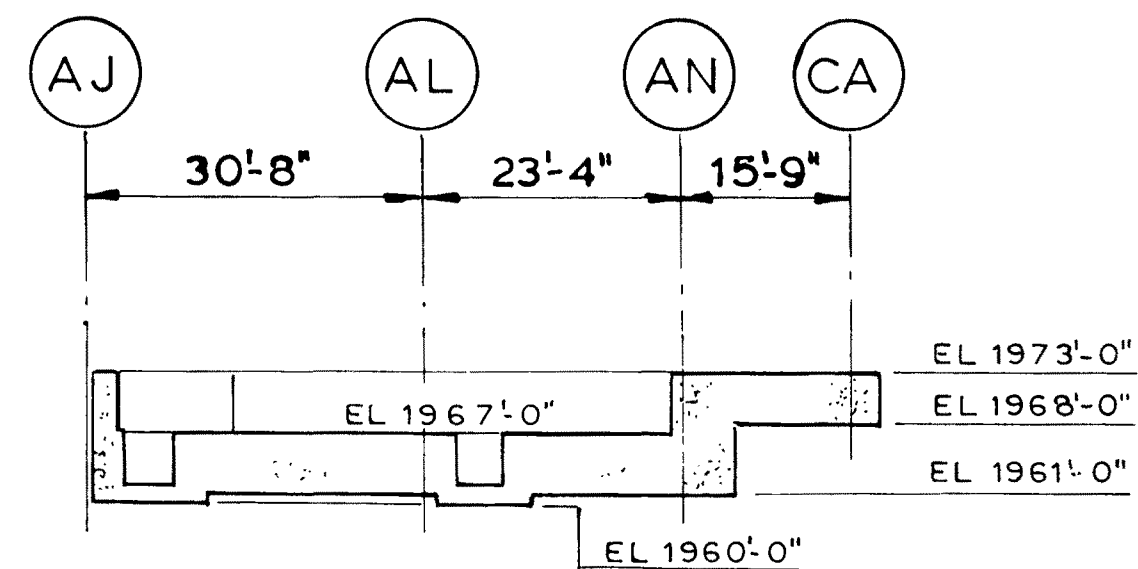 AJ AL AN CA
30'-8" 23'-4" 15'-9"
EL 1973'-0"
EL 1967'-0" EL 1968'-0"
EL 1961'-0"
EL 1960'-0"